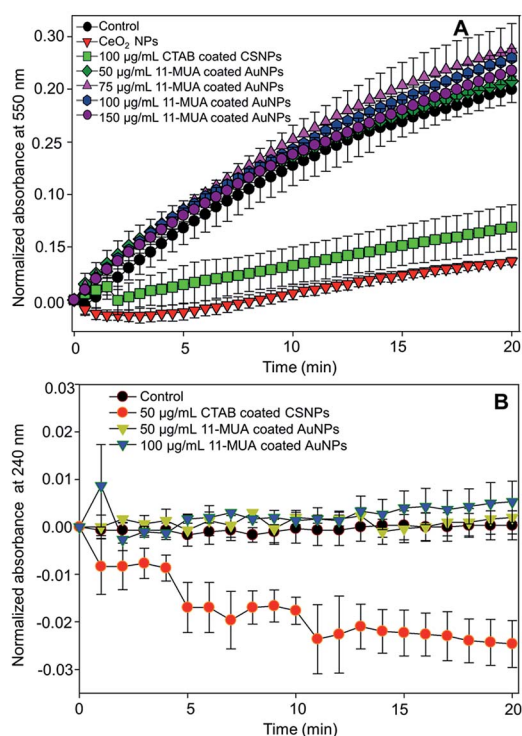 A
Control
CeO₂ NPs
100 µg/mL CTAB coated CSNPs
50 µg/mL 11-MUA coated AuNPs
75 µg/mL 11-MUA coated AuNPs
100 µg/mL 11-MUA coated AuNPs
150 µg/mL 11-MUA coated AuNPs
Normalized absorbance at 550 nm
0.30
0.20
0.25
0.10
0.15
0.00
0 5 10 15 20
Time (min)
B
Control
50 µg/mL CTAB coated CSNPs
50 µg/mL 11-MUA coated AuNPs
100 µg/mL 11-MUA coated AuNPs
Normalized absorbance at 240 nm
0.03
0.02
0.01
0.00
-0.01
-0.02
-0.03
0 5 10 15 20
Time (min)